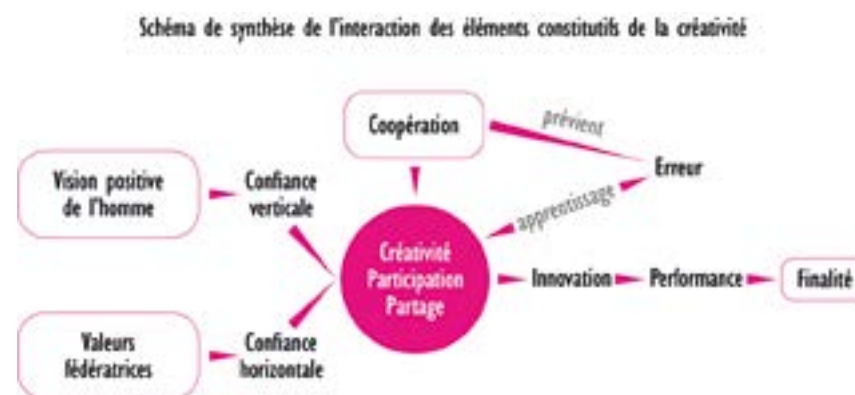 Schéma de synthèse de l'interaction des éléments constitutifs de la créativité
Coopération
prévient
Erreur
Vision positive
de l'homme
Confiance
verticale
apprentissage
Créativité
Participation
Partage
Innovation
Performance
Finalité
Valeurs
fédératrices
Confiance
horizontale